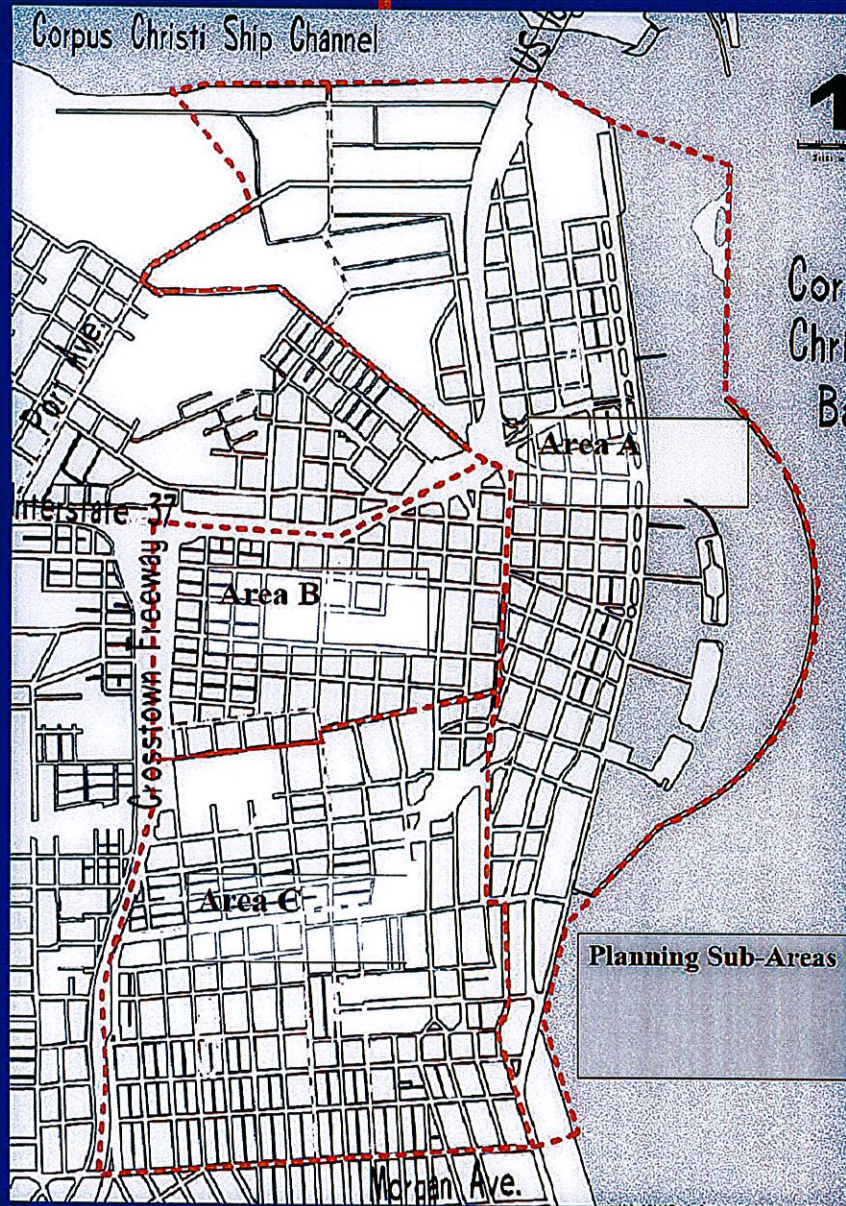 Corpus Christi Ship Channel
US
1
Cor
Chri
Ba
Port Ave.
Area A
Interstate 37
Area B
Crosstown Freeway
Area C
Planning Sub-Areas
Morgan Ave.